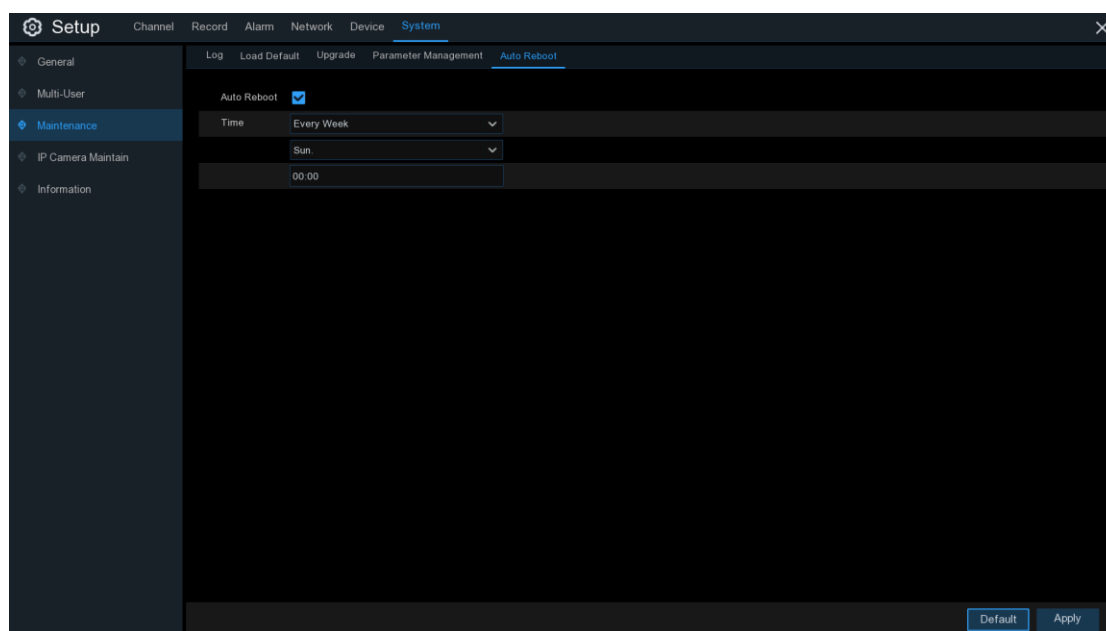 Setup Channel Record Alarm Network Device System
Log Load Default Upgrade Parameter Management Auto Reboot
General
Multi-User
Maintenance
IP Camera Maintain
Information
Auto Reboot
Time Every Week
Sun.
00:00
Default Apply